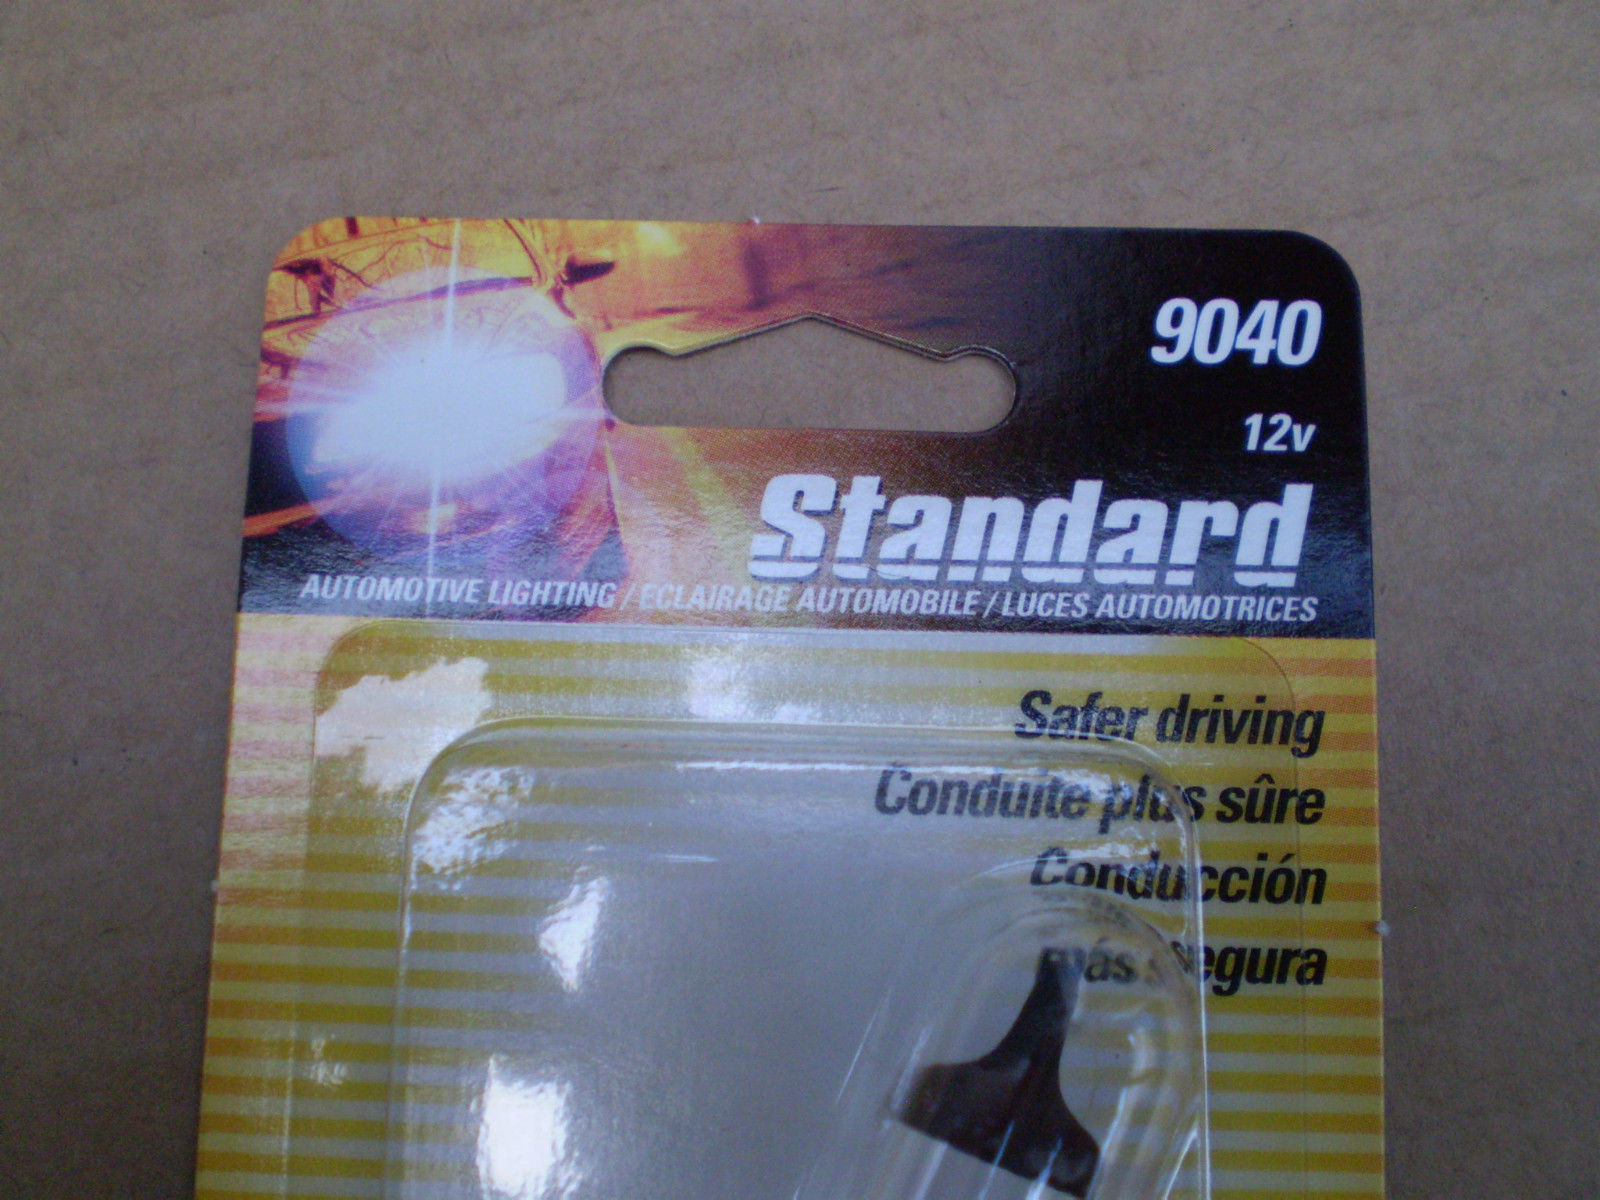 9040
12v
Standard
AUTOMOTIVE LIGHTING / ECLAIRAGE AUTOMOBILE / LUCES AUTOMOTRICES
Safer driving
Conduite plus sûre
Conducción
más segura